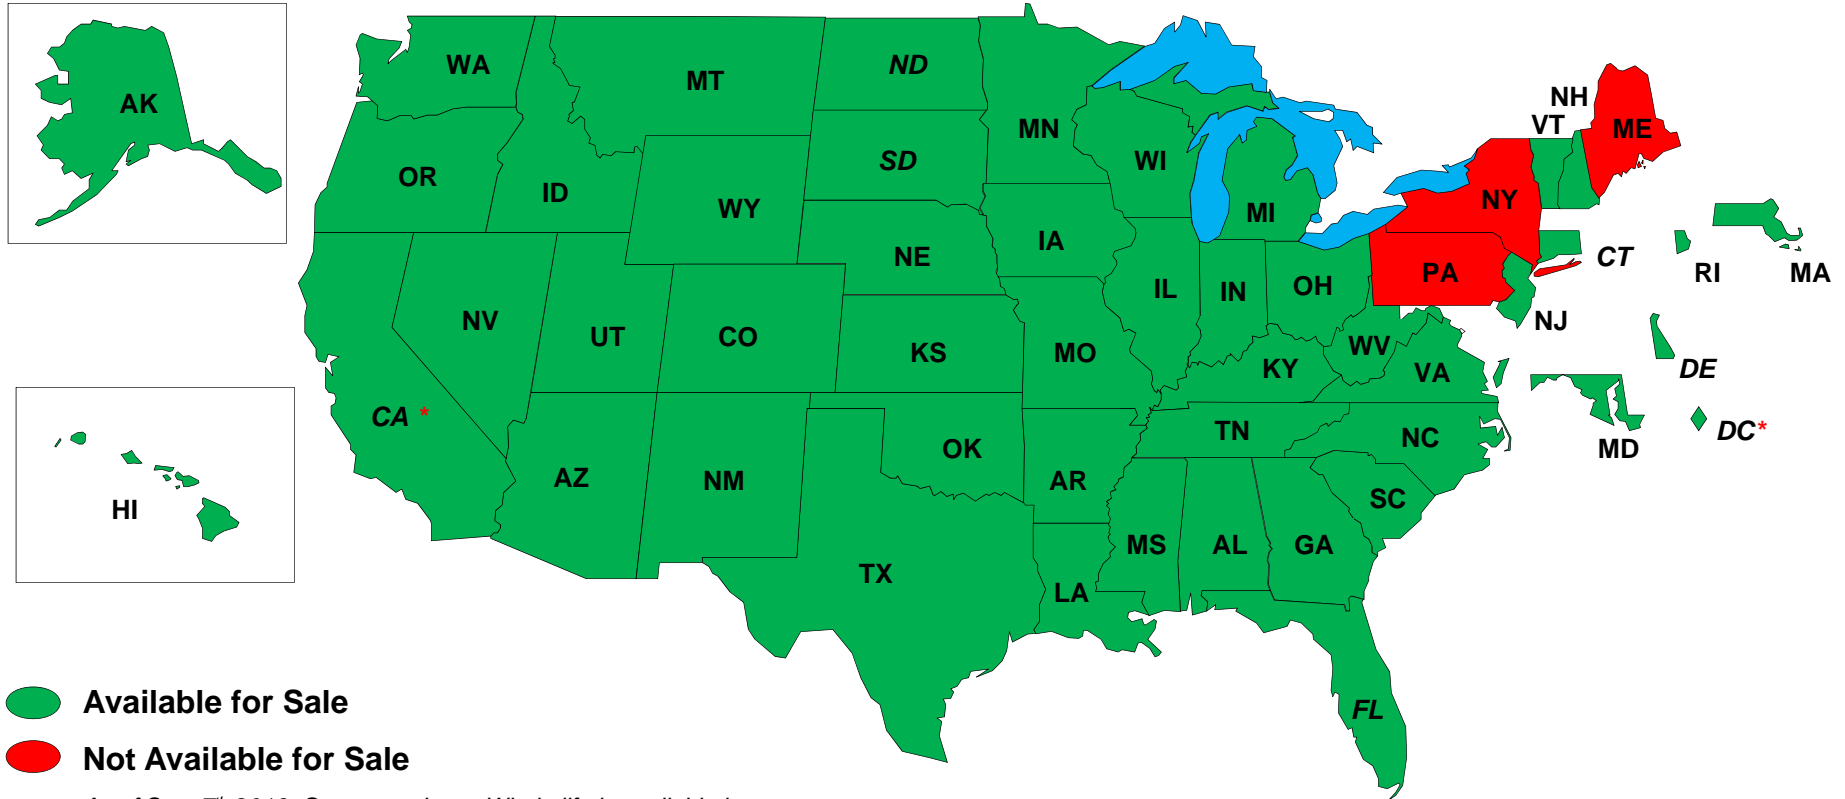 AK
WA
MT
ND
MN
OR
ID
WY
SD
WI
MI
NH
VT
ME
NY
NV
UT
CO
NE
IA
IL
IN
OH
PA
CT
RI
MA
NJ
CA *
KS
MO
KY
WV
VA
DE
MD
DC*
HI
AZ
NM
OK
AR
TN
NC
SC
TX
LA
MS
AL
GA
FL
Available for Sale
Not Available for Sale